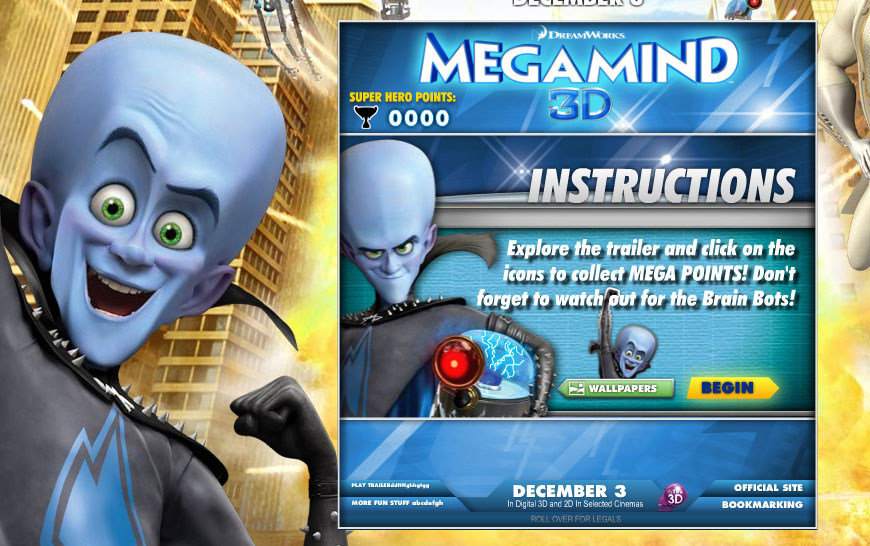 DECEMBER 3
DREAMWORKS
MEGAMIND
3D
SUPER HERO POINTS:
0000
INSTRUCTIONS
Explore the trailer and click on the
icons to collect MEGA POINTS! Don't
forget to watch out for the Brain Bots!
WALLPAPERS
BEGIN
PLAY TRAILER
MORE FUN STUFF abcdefgh
DECEMBER 3
In Digital 3D and 2D In Selected Cinemas
3D
OFFICIAL SITE
BOOKMARKING
ROLL OVER FOR LEGALS